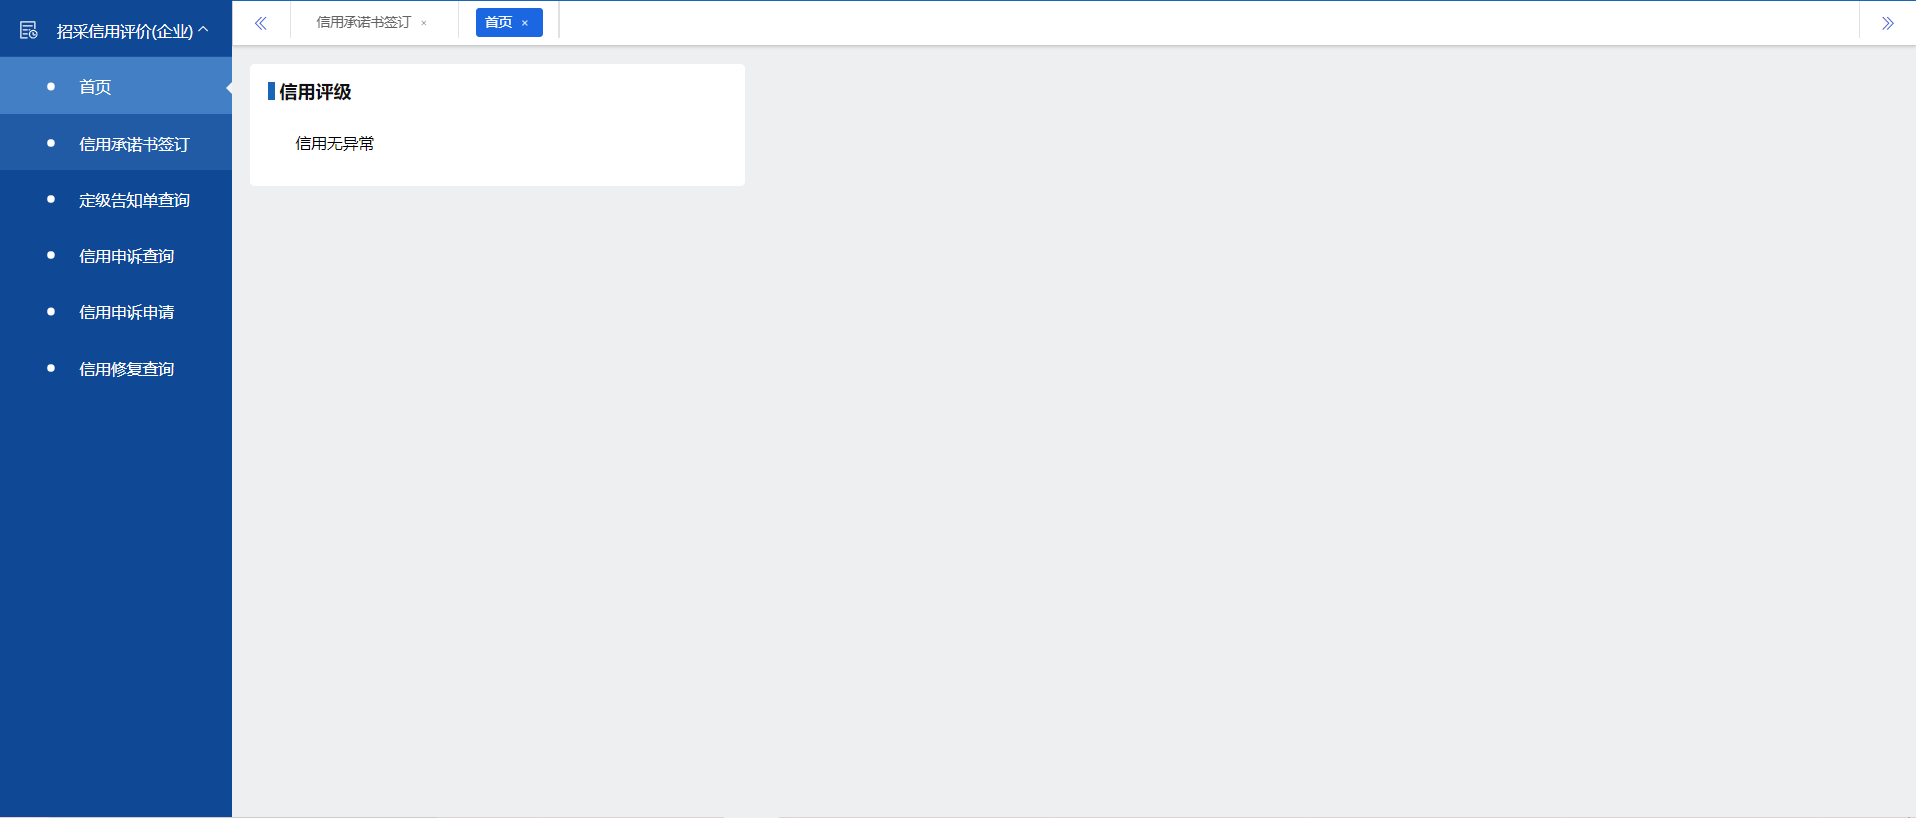 招采信用评价(企业)
首页
信用承诺书签订
定级告知单查询
信用申诉查询
信用申诉申请
信用修复查询
信用承诺书签订 ×
首页 ×
信用评级
信用无异常